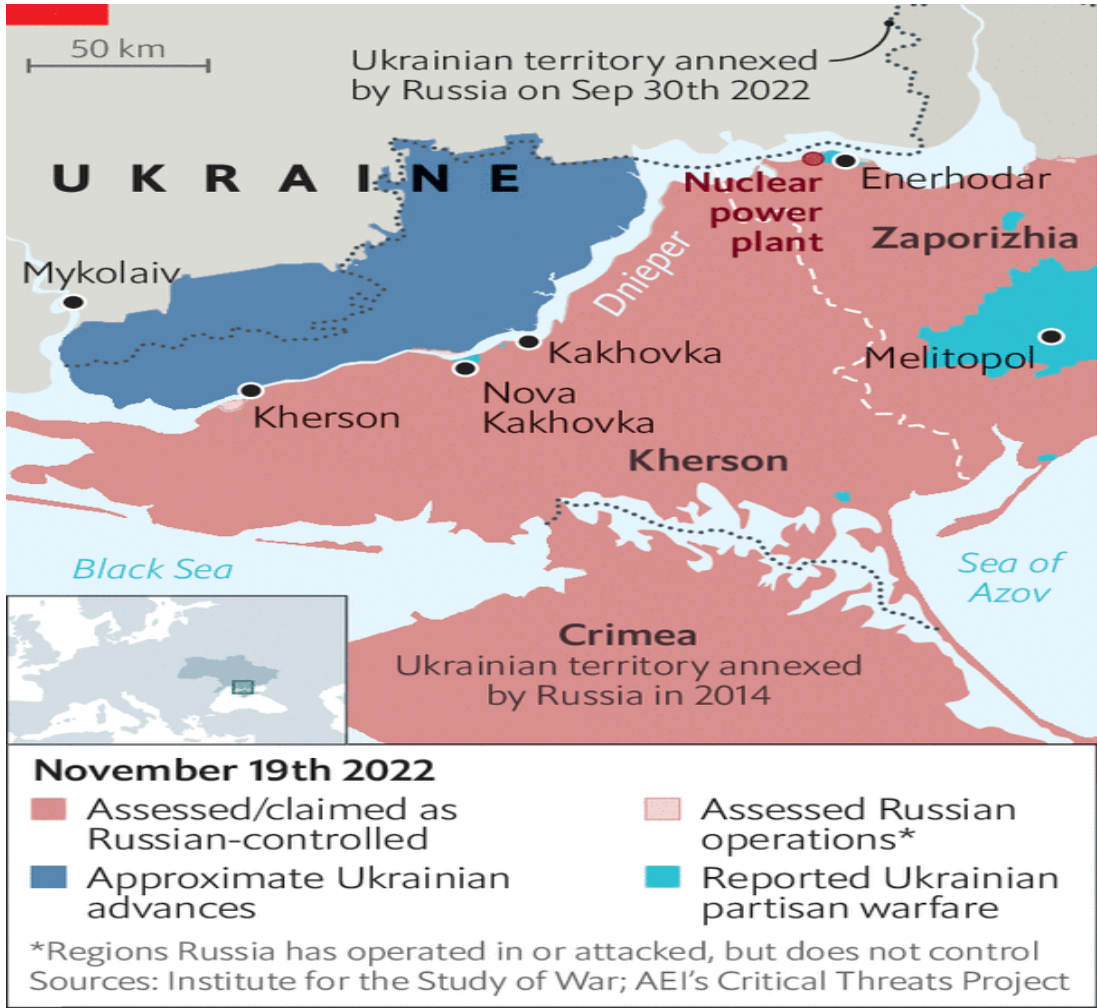 50 km
Ukrainian territory annexed
by Russia on Sep 30th 2022
UKRAINE
Nuclear
power
plant
Enerhodar
Zaporizhia
Mykolaiv
Dnieper
Kakhovka
Melitopol
Kherson
Nova
Kakhovka
Kherson
Black Sea
Sea of
Azov
Crimea
Ukrainian territory annexed
by Russia in 2014
November 19th 2022
Assessed/claimed as
Russian-controlled
Assessed Russian
operations*
Approximate Ukrainian
advances
Reported Ukrainian
partisan warfare
*Regions Russia has operated in or attacked, but does not control
Sources: Institute for the Study of War; AEI's Critical Threats Project